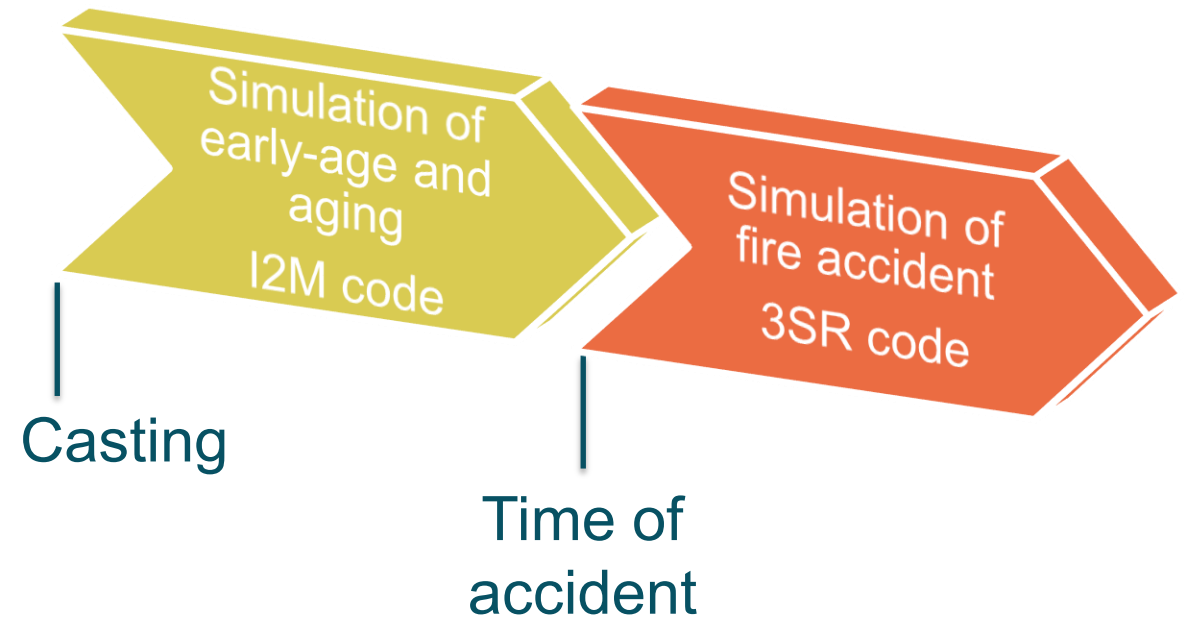 Simulation of
early-age and
aging
I2M code
Simulation of
fire accident
3SR code
Casting
Time of
accident